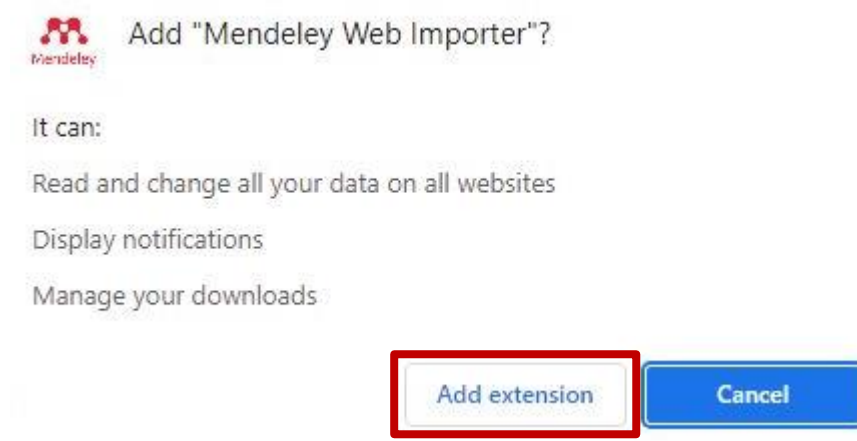 Add "Mendeley Web Importer"?
Mendeley
It can:
Read and change all your data on all websites
Display notifications
Manage your downloads
Add extension
Cancel